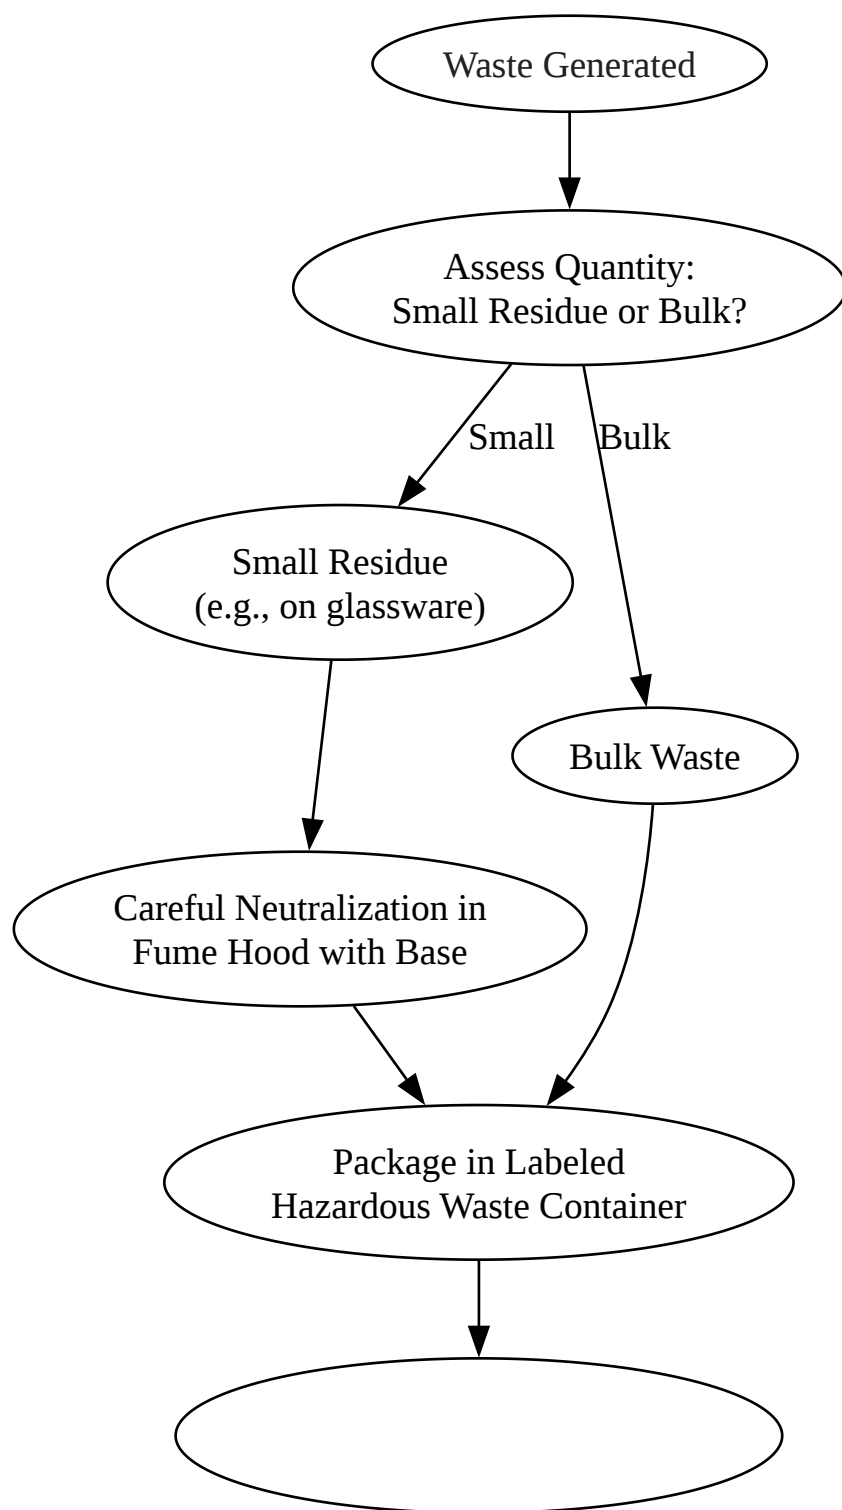 Waste Generated
Assess Quantity:
Small Residue or Bulk?
Small
Bulk
Small Residue
(e.g., on glassware)
Bulk Waste
Careful Neutralization in
Fume Hood with Base
Package in Labeled
Hazardous Waste Container